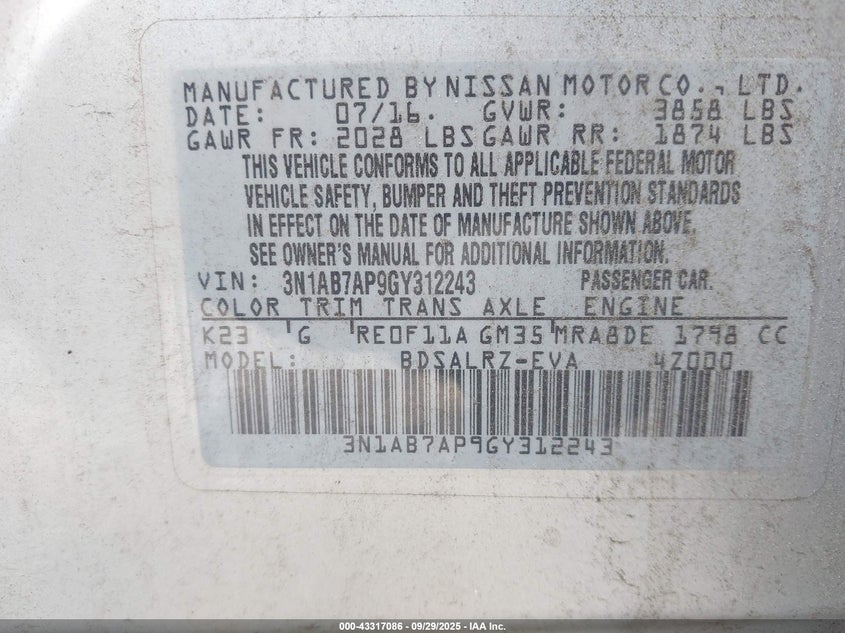 MANUFACTURED BY NISSAN MOTOR CO., LTD.
DATE: 07/16. GVWR: 3858 LBS
GAWR FR: 2028 LBS GAWR RR: 1874 LBS
THIS VEHICLE CONFORMS TO ALL APPLICABLE FEDERAL MOTOR
VEHICLE SAFETY, BUMPER AND THEFT PREVENTION STANDARDS
IN EFFECT ON THE DATE OF MANUFACTURE SHOWN ABOVE.
SEE OWNER'S MANUAL FOR ADDITIONAL INFORMATION.
VIN: 3N1AB7AP9GY312243 PASSENGER CAR.
COLOR TRIM TRANS AXLE ENGINE
K23 G RE0F11A GM35 MRA8DE 1798 CC
MODEL: BDSALRZ-EVA 4Z000
3N1AB7AP9GY312243
000-43317086 - 09/29/2025 - IAA Inc.